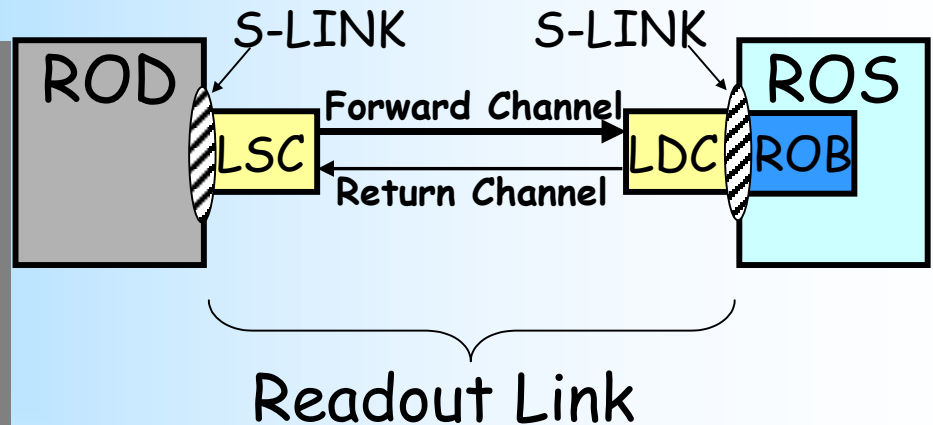 S-LINK S-LINK
ROD ROS
Forward Channel
LSC LDC ROB
Return Channel
Readout Link